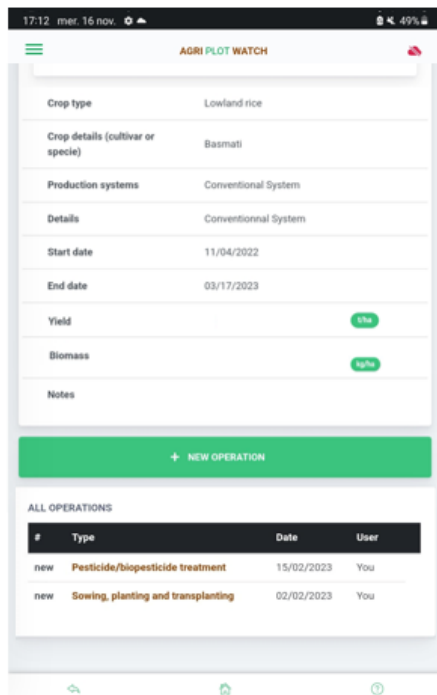 17:12 mer. 16 nov. 49%
AGRI PLOT WATCH
Crop type Lowland rice
Crop details (cultivar or
specie) Basmati
Production systems Conventional System
Details Conventionnal System
Start date 11/04/2022
End date 03/17/2023
Yield t/ha
Biomass kg/ha
Notes
+ NEW OPERATION
ALL OPERATIONS
# Type Date User
new Pesticide/biopesticide treatment 15/02/2023 You
new Sowing, planting and transplanting 02/02/2023 You